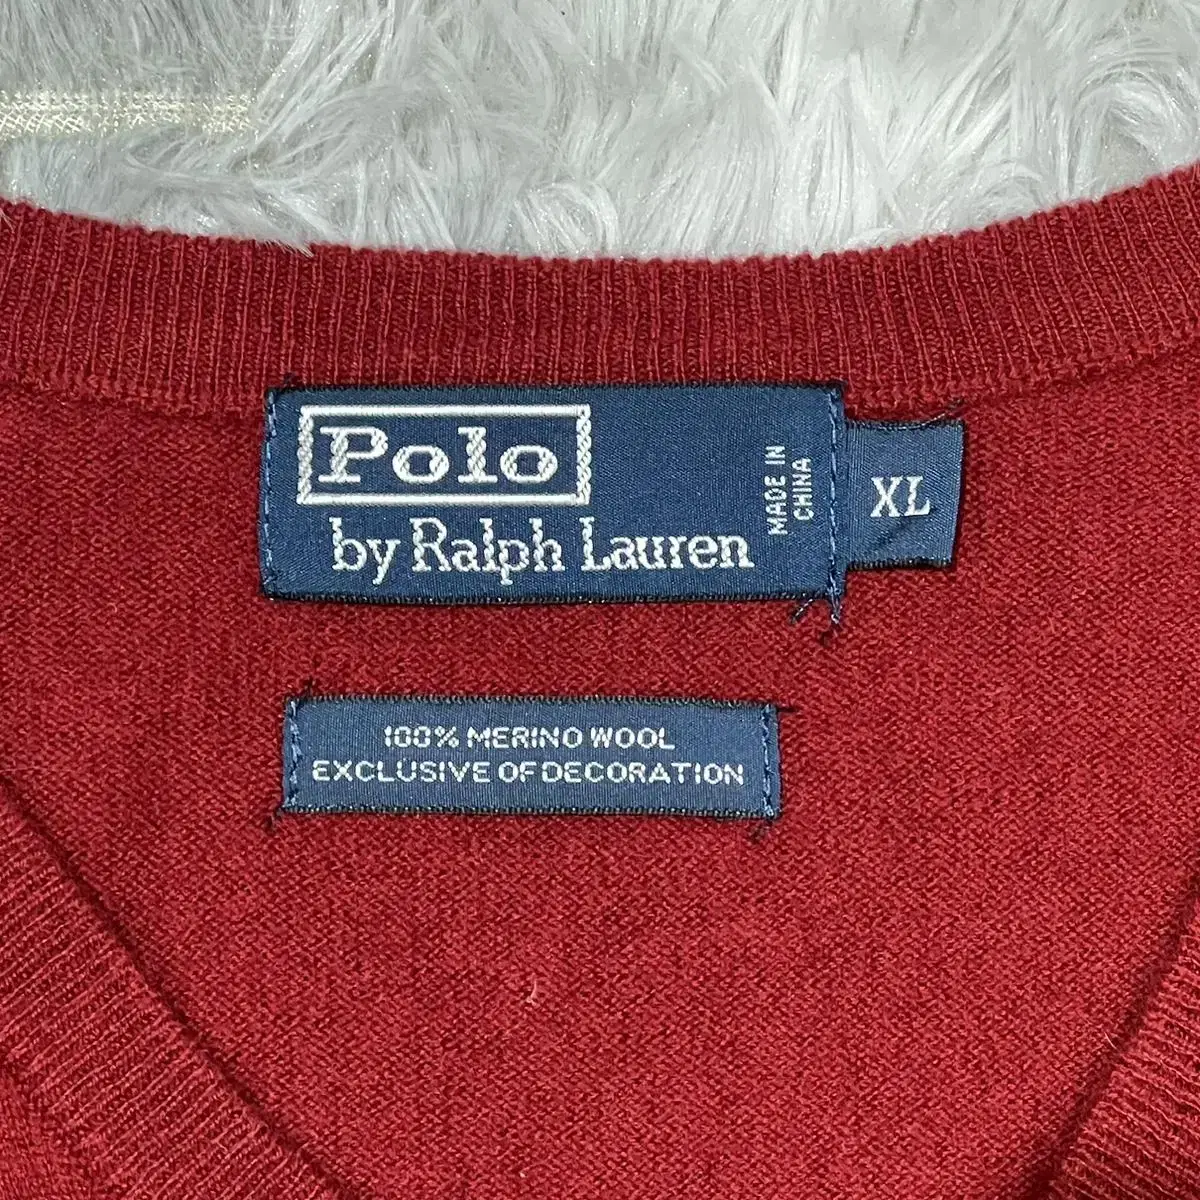 Polo
by Ralph Lauren
MADE IN
CHINA
XL
100% MERINO WOOL
EXCLUSIVE OF DECORATION